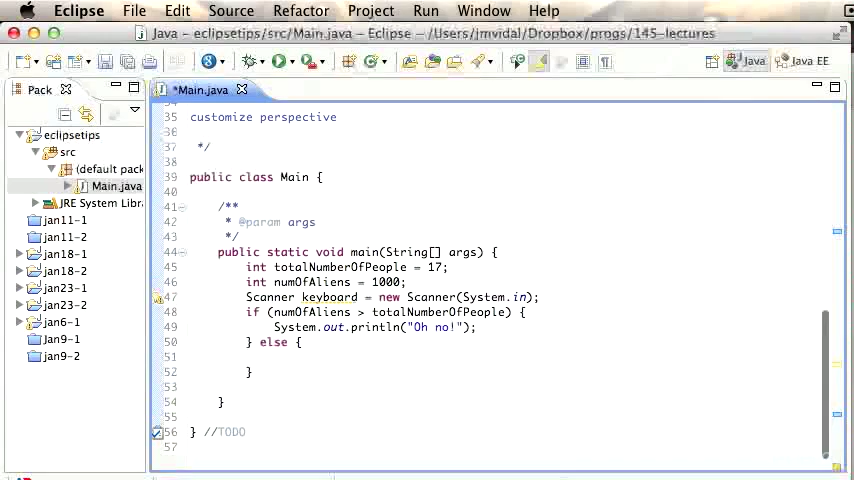 Eclipse File Edit Source Refactor Project Run Window Help
Java - eclipsetips/src/Main.java - Eclipse - /Users/jmvidal/Dropbox/progs/145-lectures
Java Java EE
Pack
*Main.java
eclipsetips
src
(default pack
Main.java
JRE System Libra
jan11-1
jan11-2
jan18-1
jan18-2
jan23-1
jan23-2
jan6-1
Jan9-1
jan9-2
34
35 customize perspective
36
37 */
38
39 public class Main {
40
41 /**
42 * @param args
43 */
44 public static void main(String[] args) {
45 int totalNumberOfPeople = 17;
46 int numOfAliens = 1000;
47 Scanner keyboard = new Scanner(System.in);
48 if (numOfAliens > totalNumberOfPeople) {
49 System.out.println("Oh no!");
50 } else {
51
52 }
53
54 }
55
56 } //TODO
57